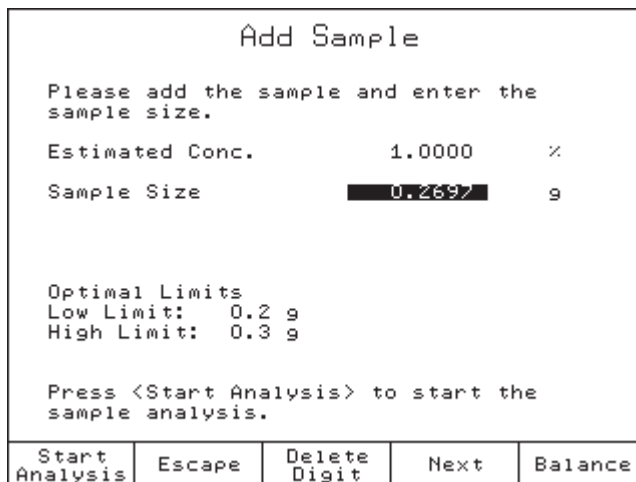 Add Sample
Please add the sample and enter the
sample size.
Estimated Conc. 1.0000 %
Sample Size 0.2697 g
Optimal Limits
Low Limit: 0.2 g
High Limit: 0.3 g
Press <Start Analysis> to start the
sample analysis.
Start Analysis
Escape
Delete Digit
Next
Balance